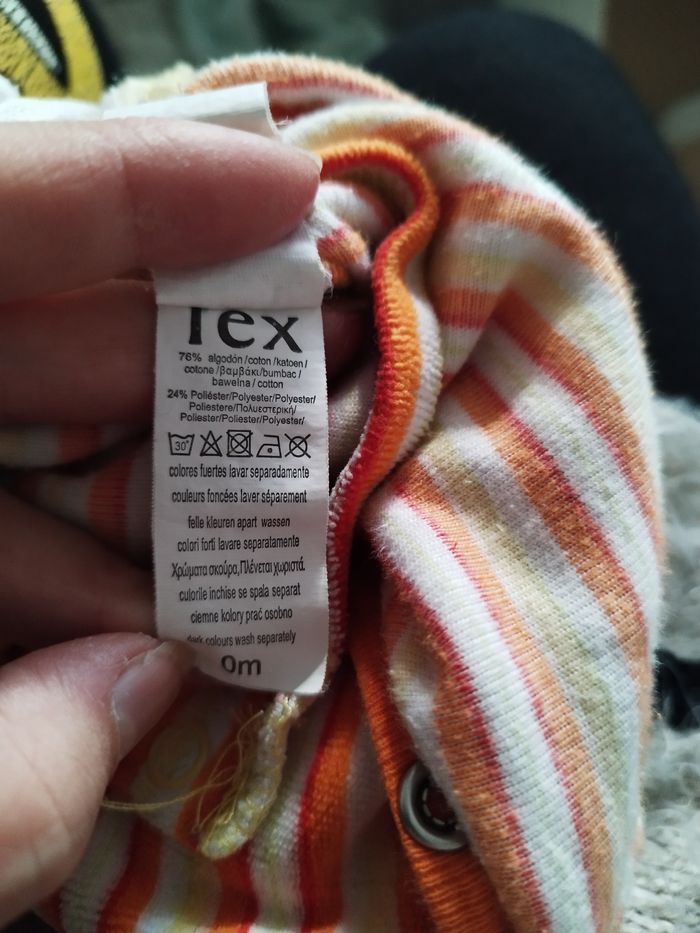 Tex
76% algodón/coton/katoen/
cotone/βαμβάκι/bumbac/
bawełna/cotton
24% Poliéster/Polyester/Polyester/
Poliestere/Πολυεστερική/
Poliester/Poliester/Polyester/
30°
colores fuertes lavar separadamente
couleurs foncées laver séparément
felle kleuren apart wassen
colori forti lavare separatamente
Χρώματα σκούρα,Πλένεται χωριστά.
culorile inchise se spala separat
ciemne kolory prać osobno
dark colours wash separately
0m